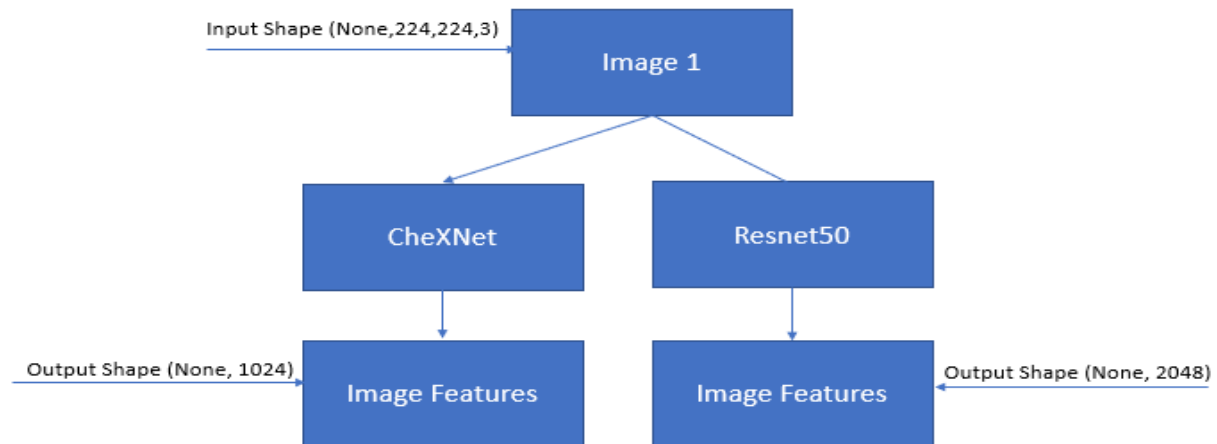 Input Shape (None,224,224,3)
Image 1
CheXNet
Resnet50
Output Shape (None, 1024)
Image Features
Image Features
Output Shape (None, 2048)